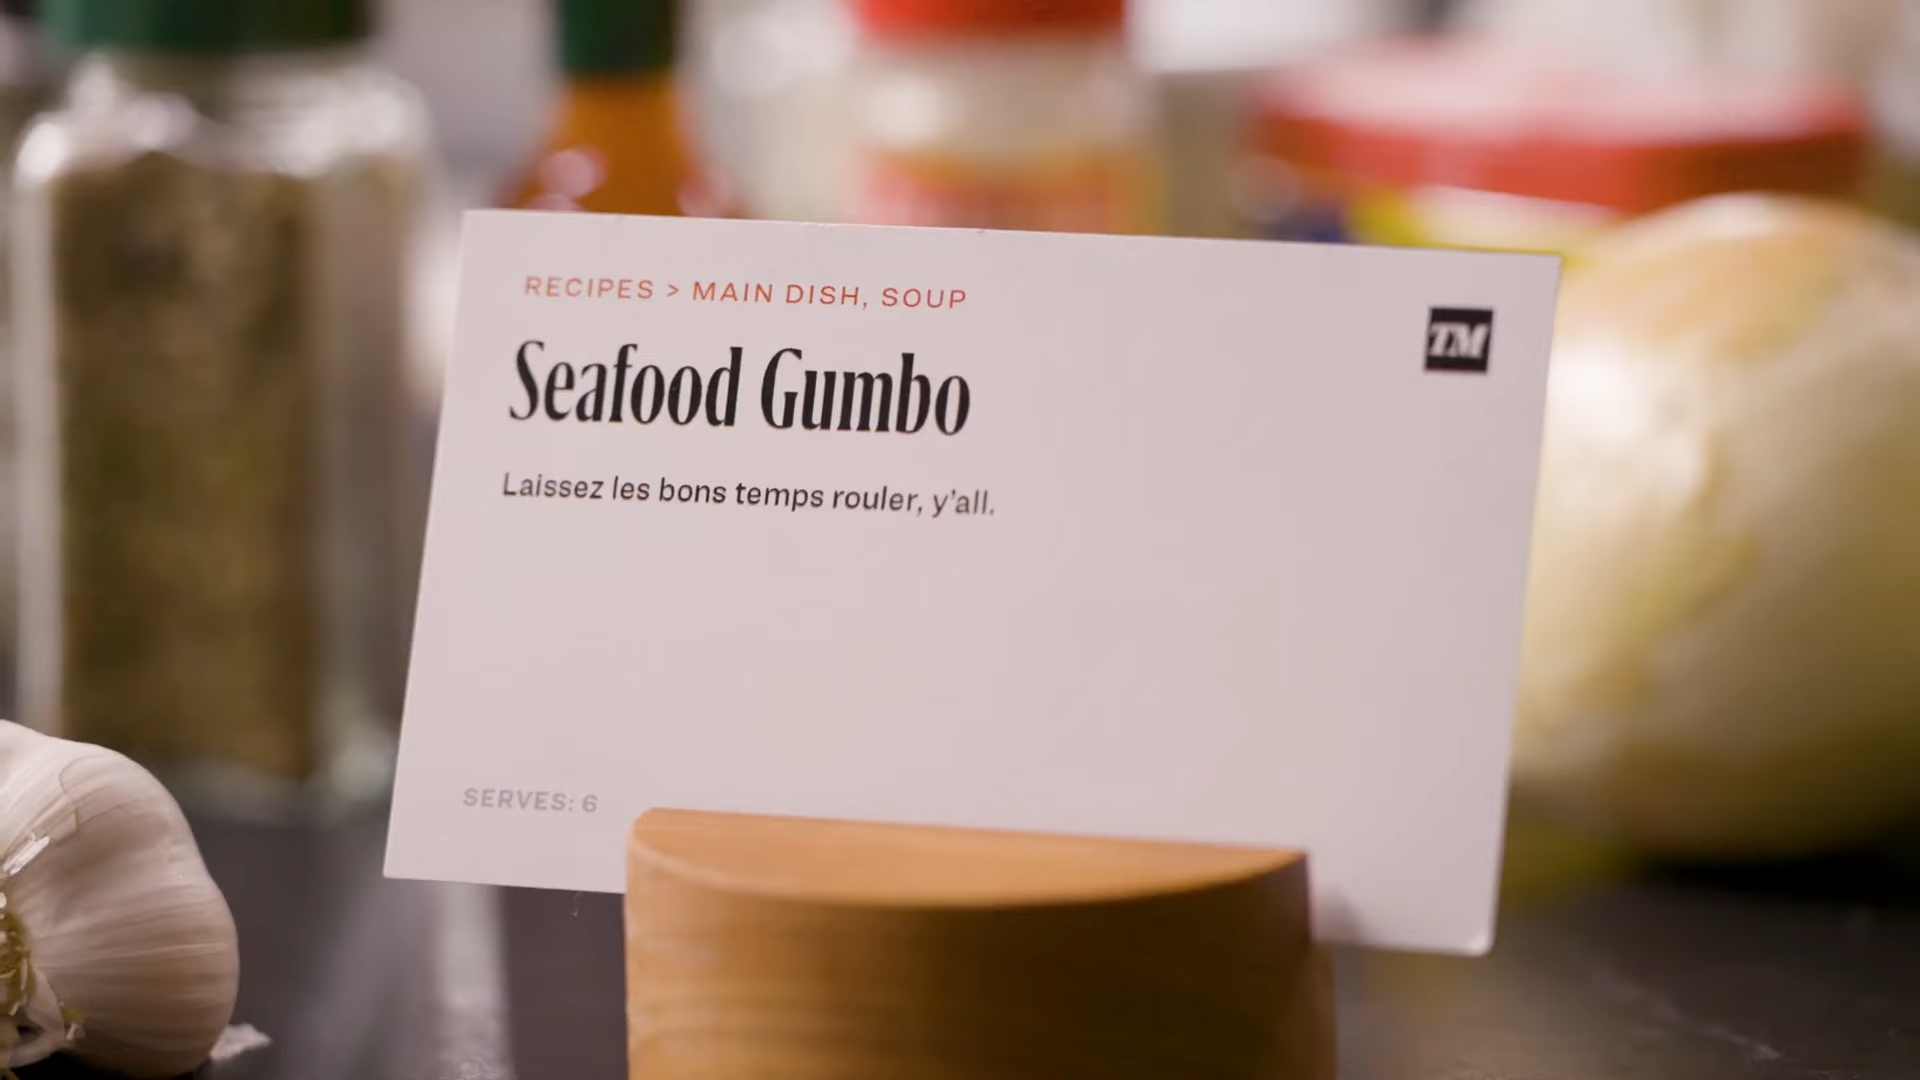 RECIPES > MAIN DISH, SOUP
TM
Seafood Gumbo
Laissez les bons temps rouler, y’all.
SERVES: 6